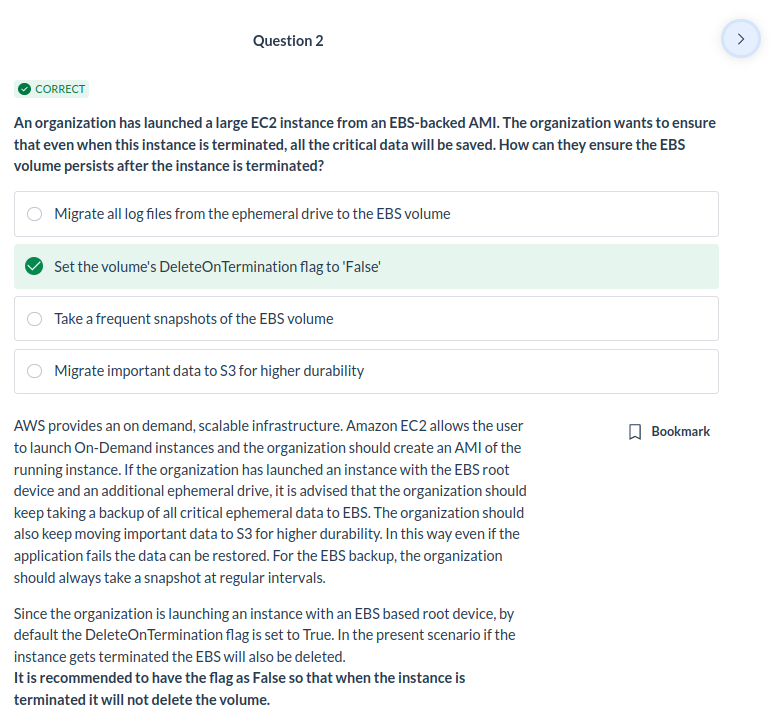 Question 2
CORRECT
An organization has launched a large EC2 instance from an EBS-backed AMI. The organization wants to ensure
that even when this instance is terminated, all the critical data will be saved. How can they ensure the EBS
volume persists after the instance is terminated?
Migrate all log files from the ephemeral drive to the EBS volume
Set the volume's DeleteOnTermination flag to 'False'
Take a frequent snapshots of the EBS volume
Migrate important data to S3 for higher durability
AWS provides an on demand, scalable infrastructure. Amazon EC2 allows the user
to launch On-Demand instances and the organization should create an AMI of the
running instance. If the organization has launched an instance with the EBS root
device and an additional ephemeral drive, it is advised that the organization should
keep taking a backup of all critical ephemeral data to EBS. The organization should
also keep moving important data to S3 for higher durability. In this way even if the
application fails the data can be restored. For the EBS backup, the organization
should always take a snapshot at regular intervals.
Bookmark
Since the organization is launching an instance with an EBS based root device, by
default the DeleteOnTermination flag is set to True. In the present scenario if the
instance gets terminated the EBS will also be deleted.
It is recommended to have the flag as False so that when the instance is
terminated it will not delete the volume.